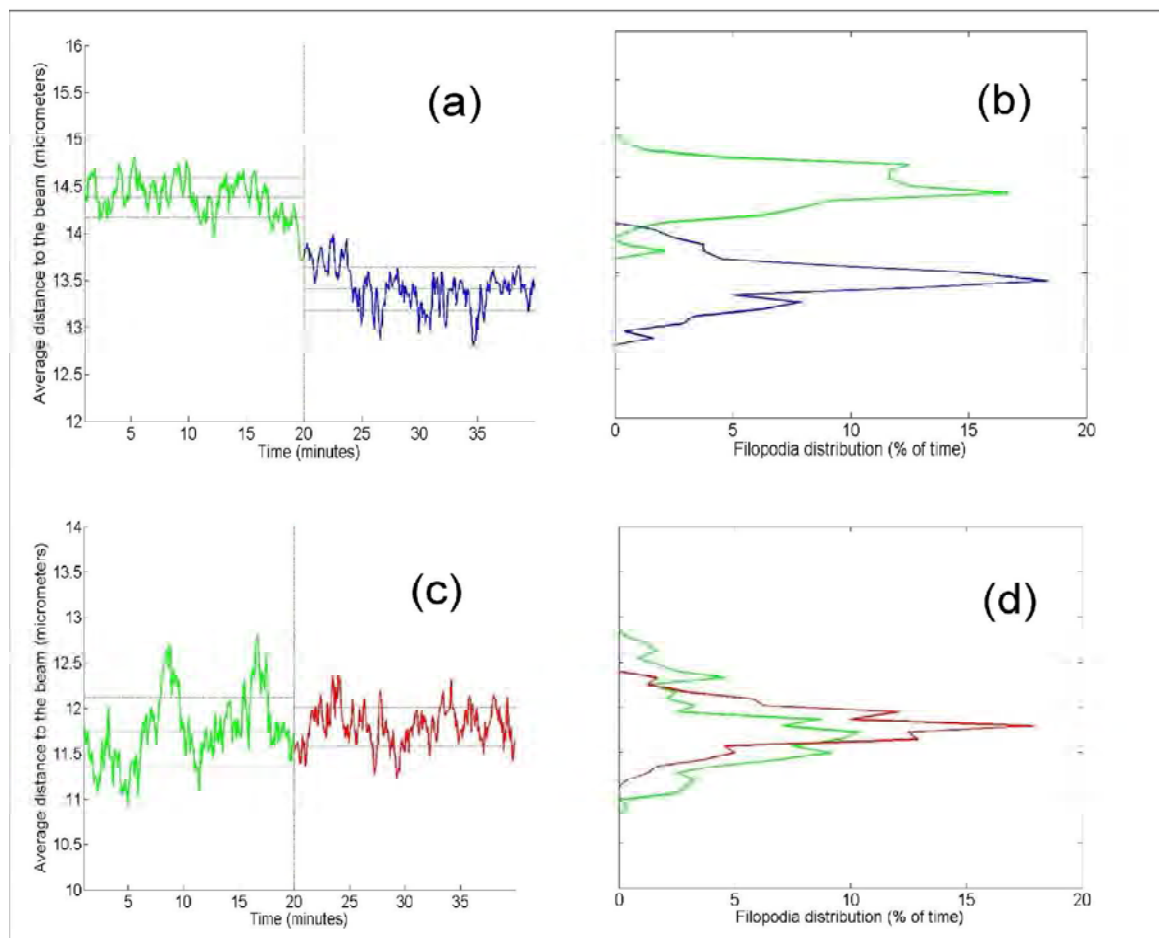 (a)
Average distance to the beam (micrometers)
16
15.5
15
14.5
14
13.5
13
12.5
12
5 10 15 20 25 30 35
Time (minutes)
(b)
0 5 10 15 20
Filopodia distribution (% of time)
(c)
Average distance to the beam (micrometers)
14
13.5
13
12.5
12
11.5
11
10.5
10
5 10 15 20 25 30 35
Time (minutes)
(d)
0 5 10 15 20
Filopodia distribution (% of time)